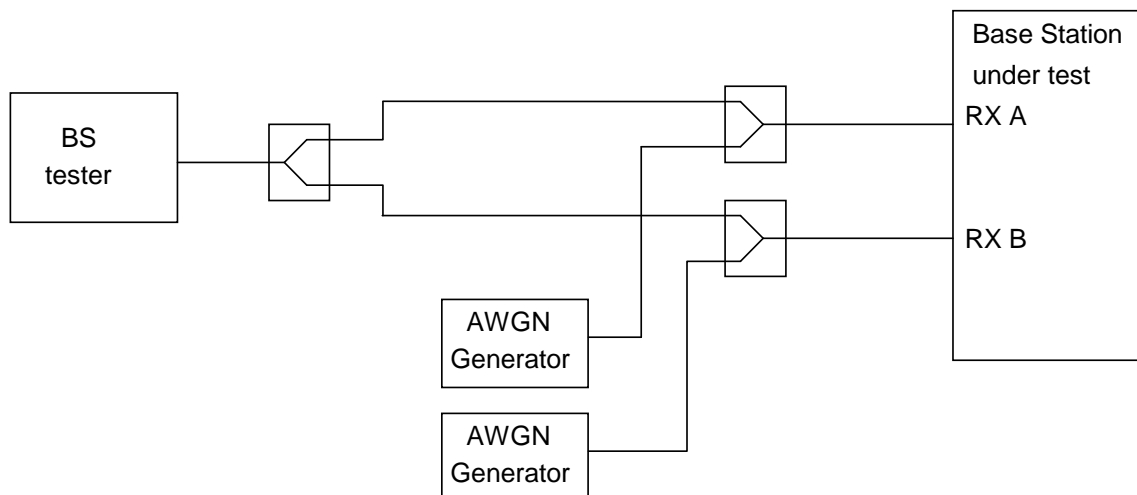 BS
tester
Base Station
under test
RX A
RX B
AWGN
Generator
AWGN
Generator